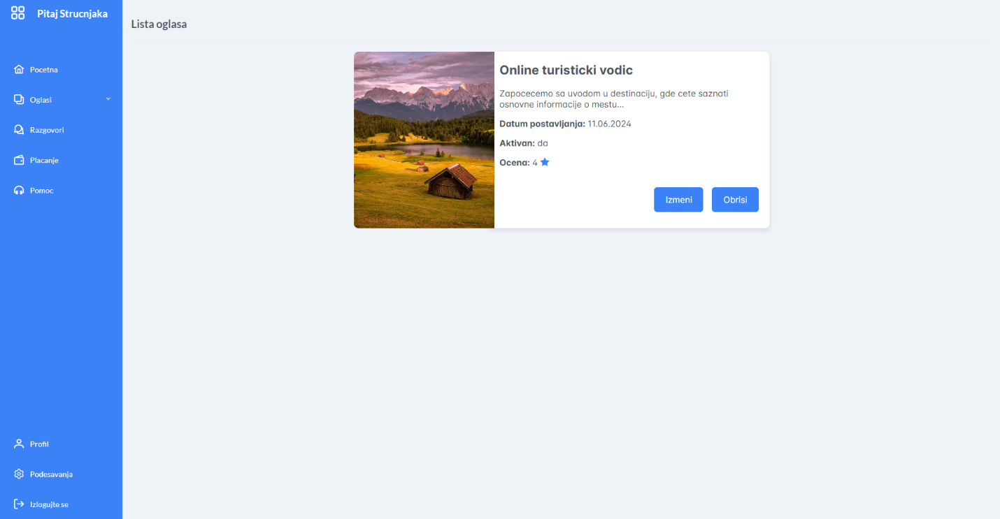 Pitaj Strucnjaka
Pocetna
Oglasi
Razgovori
Placanje
Pomoc
Profil
Podesavanja
Izlogujte se
Lista oglasa
Online turisticki vodic
Zapocecemo sa uvodom u destinaciju, gde cete saznati
osnovne informacije o mestu...
Datum postavljanja: 11.06.2024
Aktivan: da
Ocena: 4
Izmeni
Obrisi